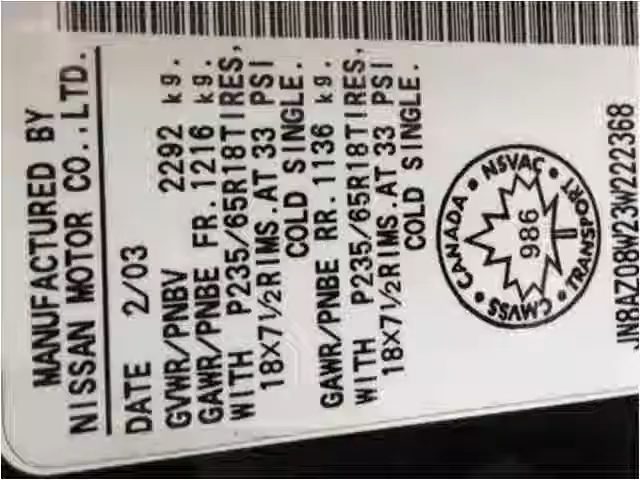 MANUFACTURED BY
NISSAN MOTOR CO.,LTD.
DATE 2/03
GVWR/PNBV 2292 kg.
GAWR/PNBE FR. 1216 kg.
WITH P235/65R18TIRES,
18X7½RIMS.AT 33 PSI
COLD SINGLE.
GAWR/PNBE RR. 1136 kg.
WITH P235/65R18TIRES,
18X7½RIMS.AT 33 PSI
COLD SINGLE.
CANADA • NSVAC • TRANSPORT • CMVSS •
986
JN8AZ08W23W222368